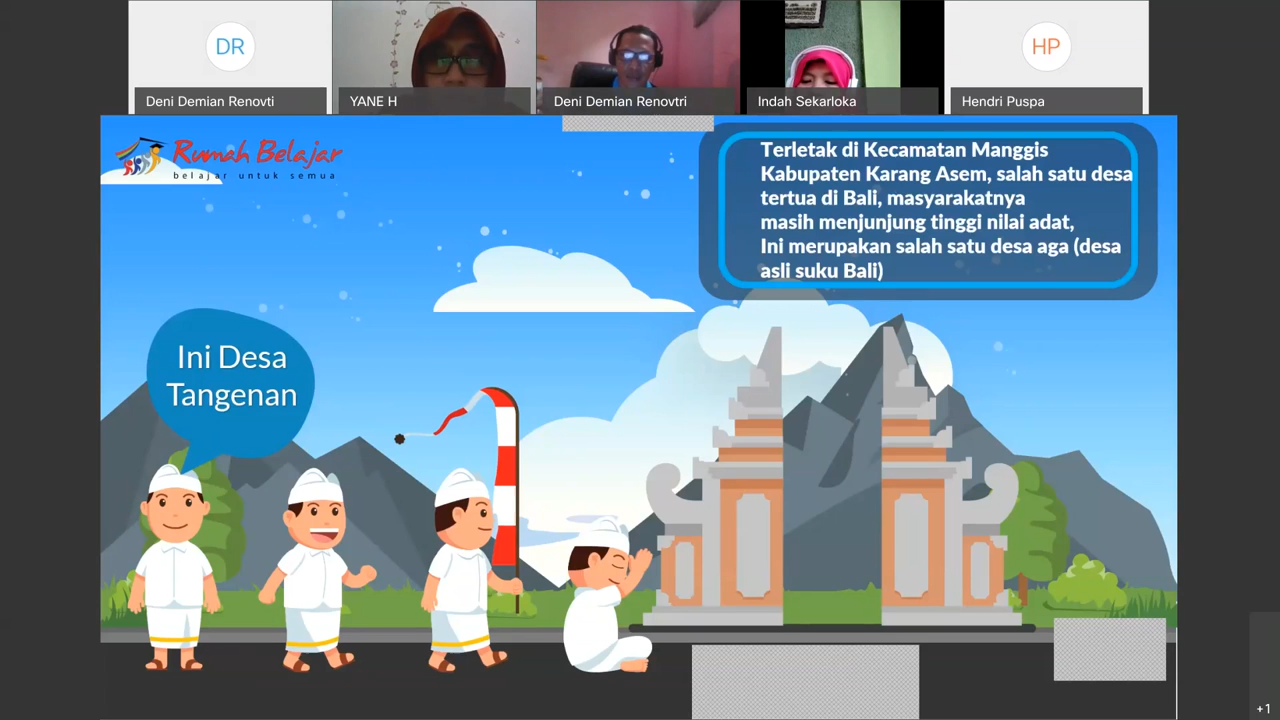 DR
HP
Deni Demian Renovti
YANE H
Deni Demian Renovtri
Indah Sekarloka
Hendri Puspa
Rumah Belajar
belajar untuk semua
Terletak di Kecamatan Manggis
Kabupaten Karang Asem, salah satu desa
tertua di Bali, masyarakatnya
masih menjunjung tinggi nilai adat,
Ini merupakan salah satu desa aga (desa
asli suku Bali)
Ini Desa
Tangenan
+1